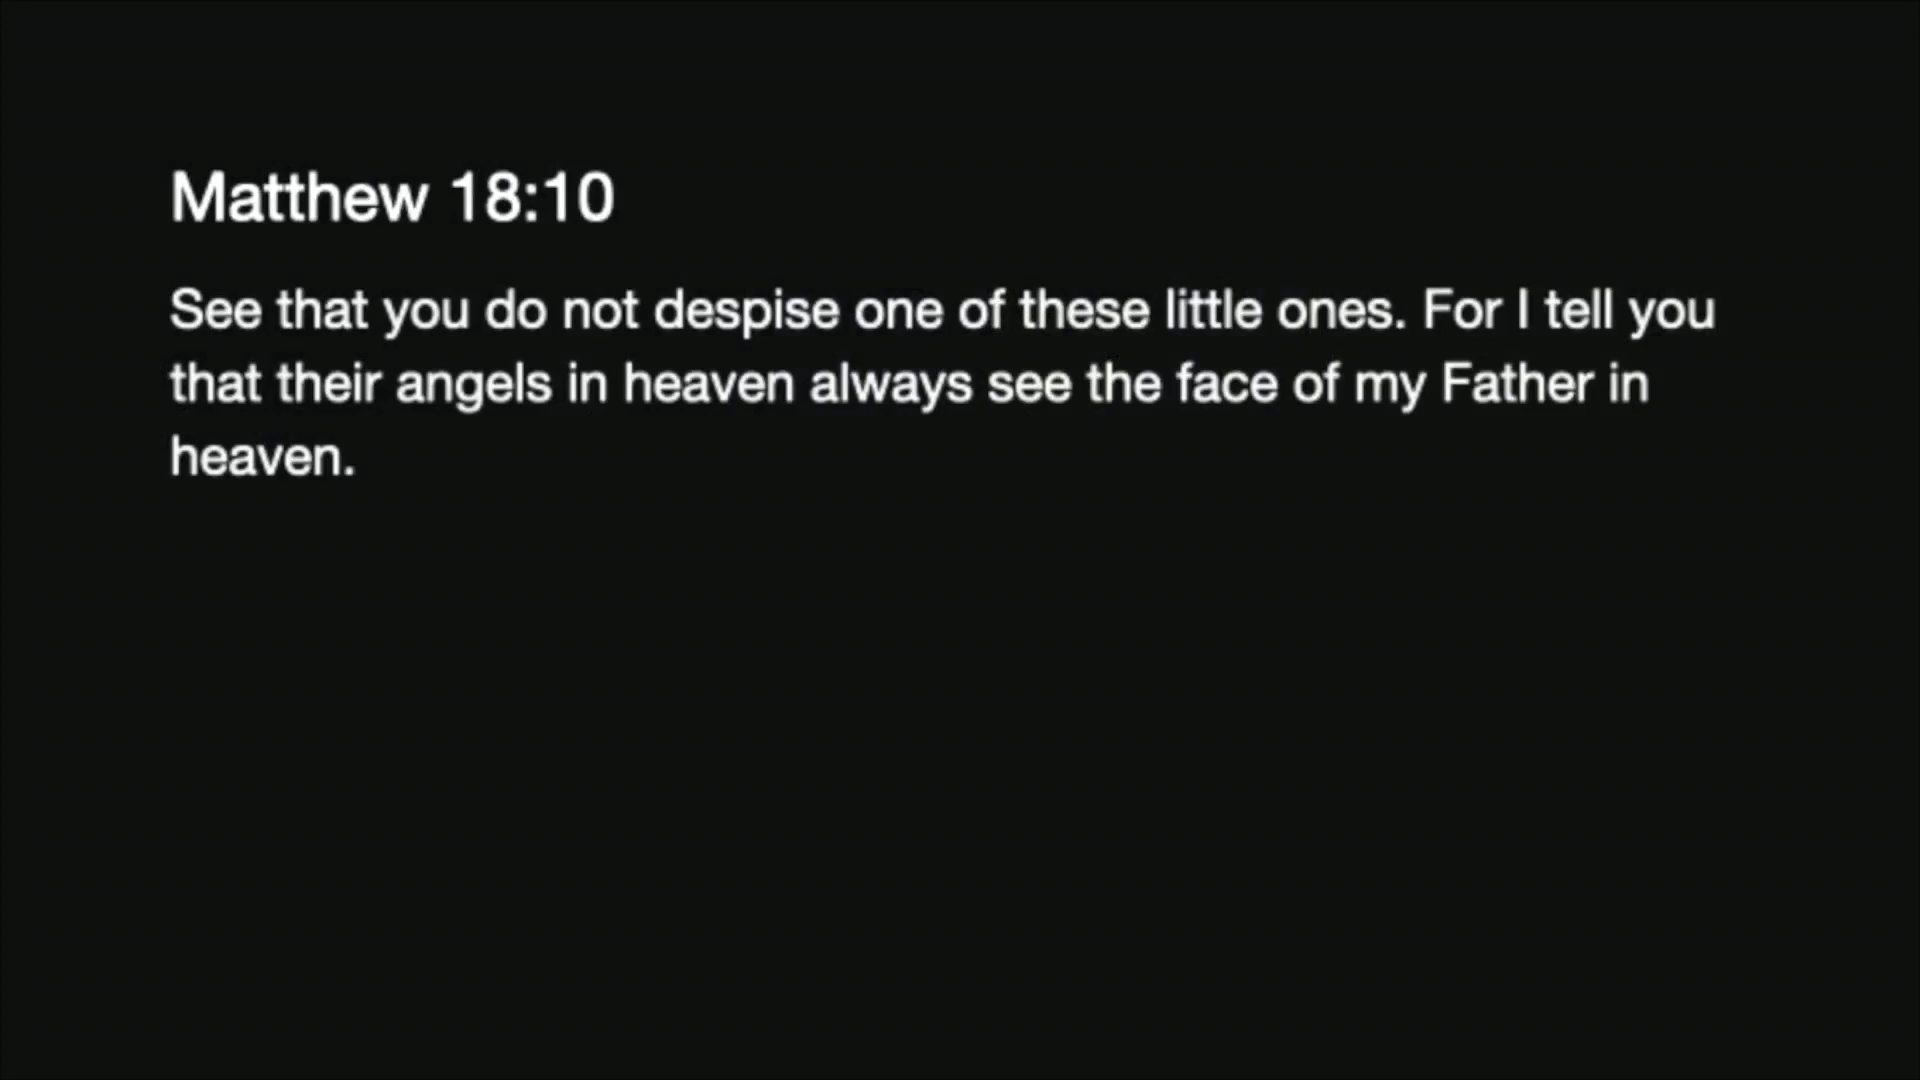 Matthew 18:10
See that you do not despise one of these little ones. For I tell you
that their angels in heaven always see the face of my Father in
heaven.